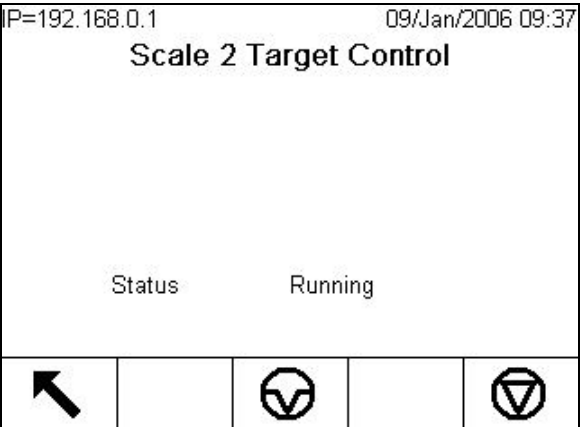 IP=192.168.0.1 09/Jan/2006 09:37
Scale 2 Target Control
Status Running